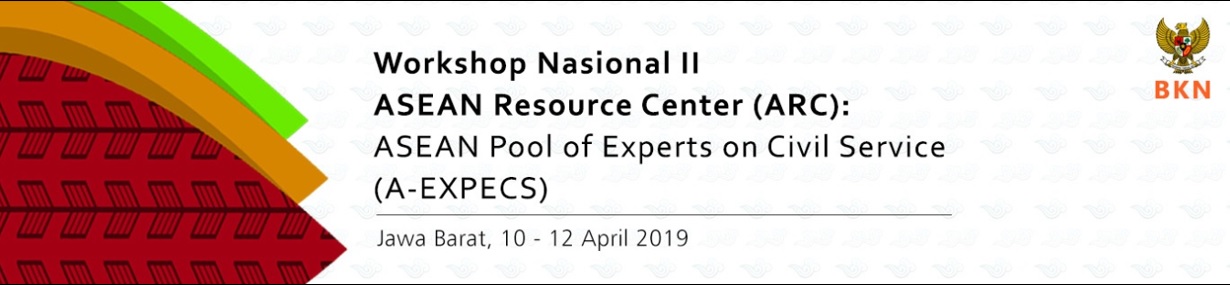 Workshop Nasional II
ASEAN Resource Center (ARC):
ASEAN Pool of Experts on Civil Service
(A-EXPECS)
Jawa Barat, 10 - 12 April 2019
BKN